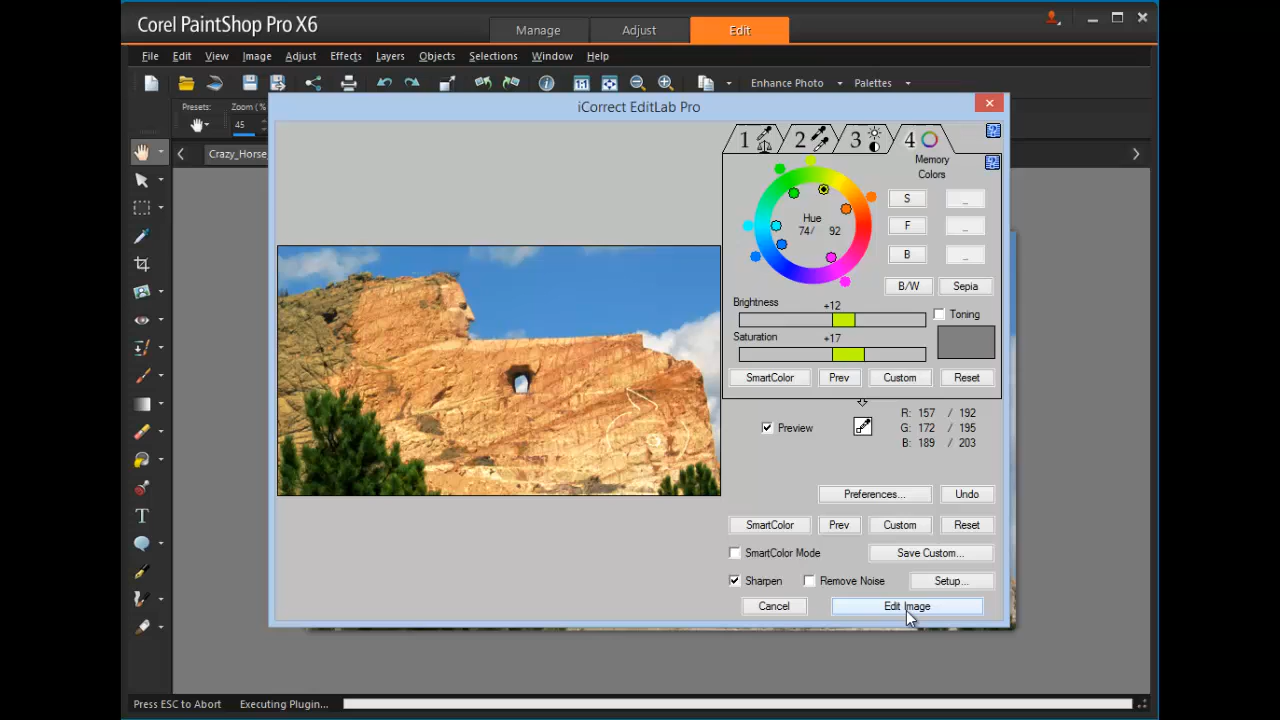 Corel PaintShop Pro X6
Manage
Adjust
Edit
File Edit View Image Adjust Effects Layers Objects Selections Window Help
Enhance Photo
Palettes
Presets:
Zoom (%
45
Crazy_Horse_
iCorrect EditLab Pro
1 2 3 4
Memory
Colors
Hue
74/ 92
S
F
B
B/W Sepia
Brightness
+12
Toning
Saturation
+17
SmartColor Prev Custom Reset
Preview
R: 157 / 192
G: 172 / 195
B: 189 / 203
Preferences... Undo
SmartColor Prev Custom Reset
SmartColor Mode Save Custom...
Sharpen Remove Noise Setup...
Cancel Edit Image
Press ESC to Abort Executing Plugin...